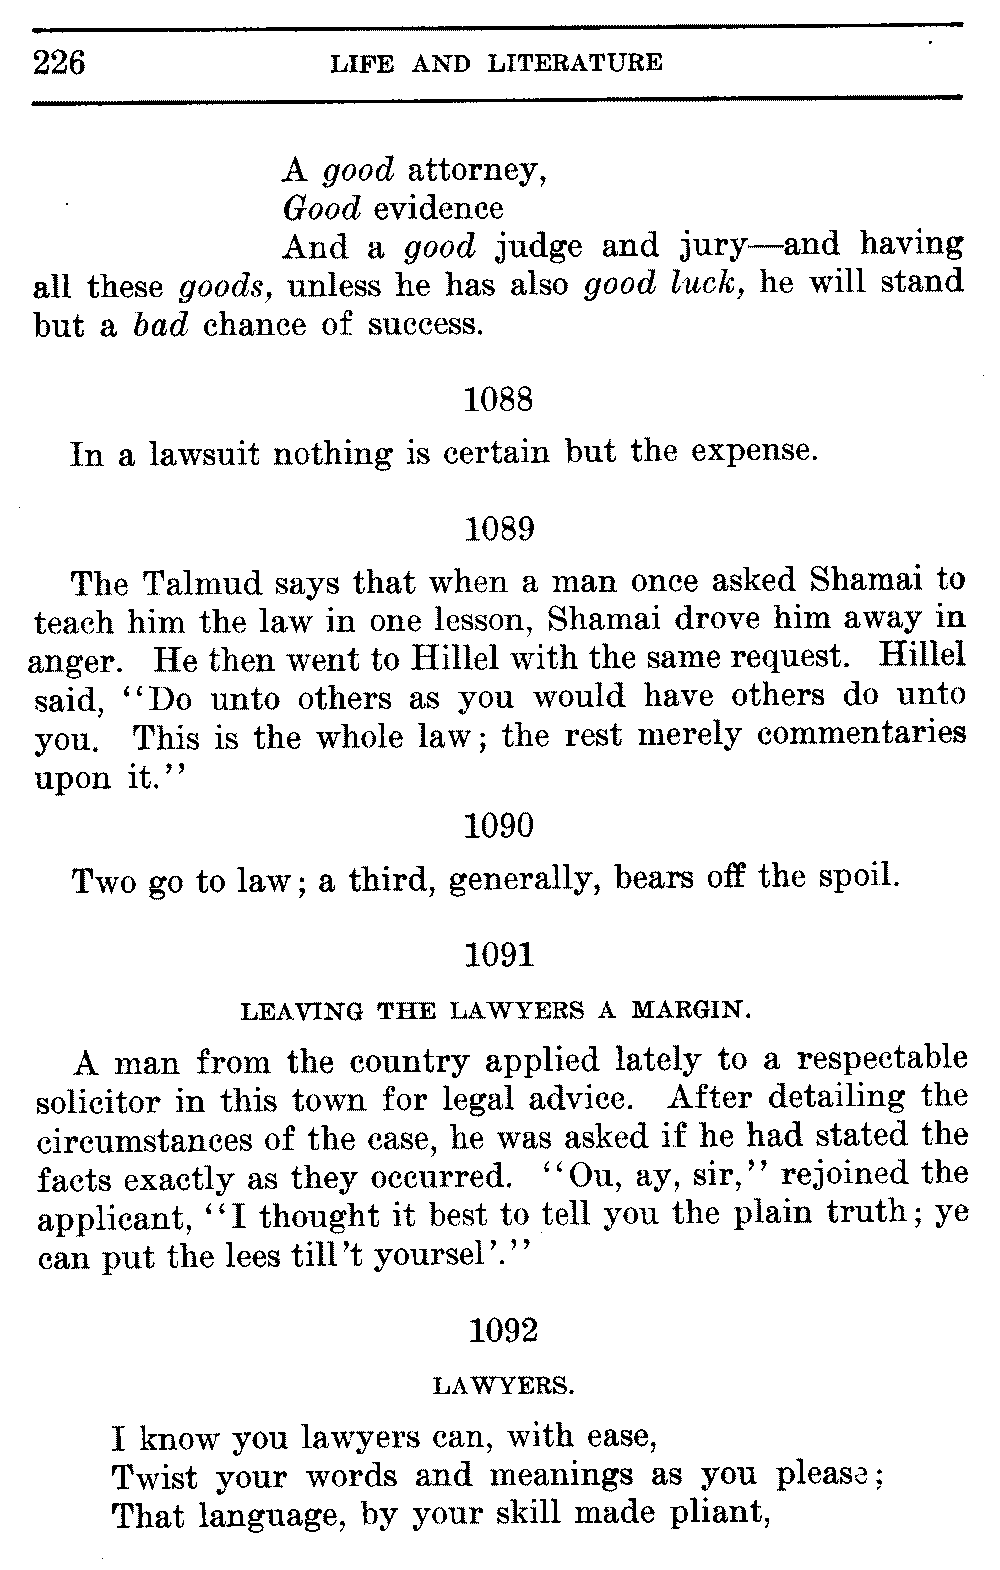 226 LIFE AND LITERATURE
A good attorney,
Good evidence
And a good judge and jury—and having
all these goods, unless he has also good luck, he will stand
but a bad chance of success.
1088
In a lawsuit nothing is certain but the expense.
1089
The Talmud says that when a man once asked Shamai to
teach him the law in one lesson, Shamai drove him away in
anger. He then went to Hillel with the same request. Hillel
said, "Do unto others as you would have others do unto
you. This is the whole law; the rest merely commentaries
upon it."
1090
Two go to law; a third, generally, bears off the spoil.
1091
LEAVING THE LAWYERS A MARGIN.
A man from the country applied lately to a respectable
solicitor in this town for legal advice. After detailing the
circumstances of the case, he was asked if he had stated the
facts exactly as they occurred. "Ou, ay, sir," rejoined the
applicant, "I thought it best to tell you the plain truth; ye
can put the lees till't yoursel'."
1092
LAWYERS.
I know you lawyers can, with ease,
Twist your words and meanings as you please;
That language, by your skill made pliant,